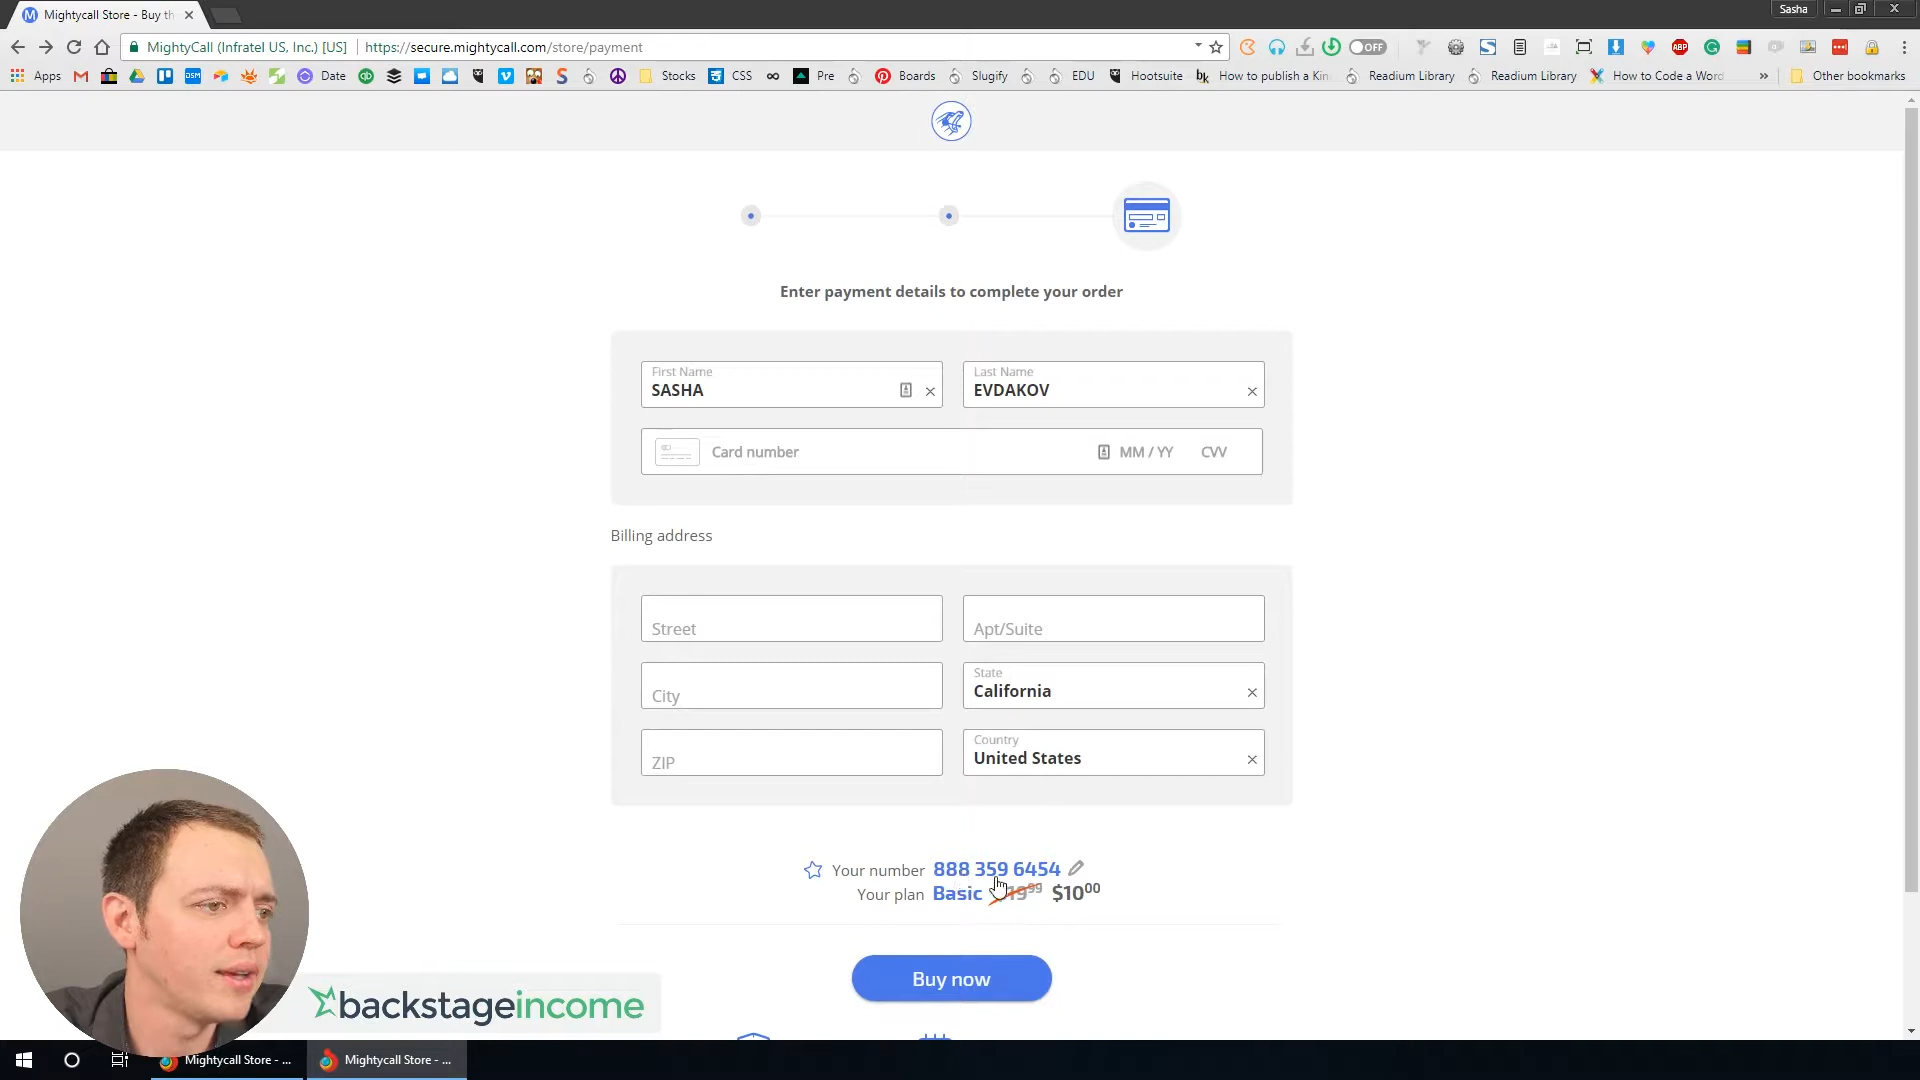 Mightycall Store - Buy th
Sasha
MightyCall (Infratel US, Inc.) [US]
https://secure.mightycall.com/store/payment
OFF
ABP
Apps
Date
Stocks
CSS
Pre
Boards
Slugify
EDU
Hootsuite
How to publish a Kin
Readium Library
Readium Library
How to Code a Word
Other bookmarks
Enter payment details to complete your order
First Name
SASHA
Last Name
EVDAKOV
Card number
MM / YY
CVV
Billing address
Street
Apt/Suite
City
State
California
ZIP
Country
United States
Your number 888 359 6454
Your plan Basic $19.99 $10.00
Buy now
backstageincome
Mightycall Store - ...
Mightycall Store - ...